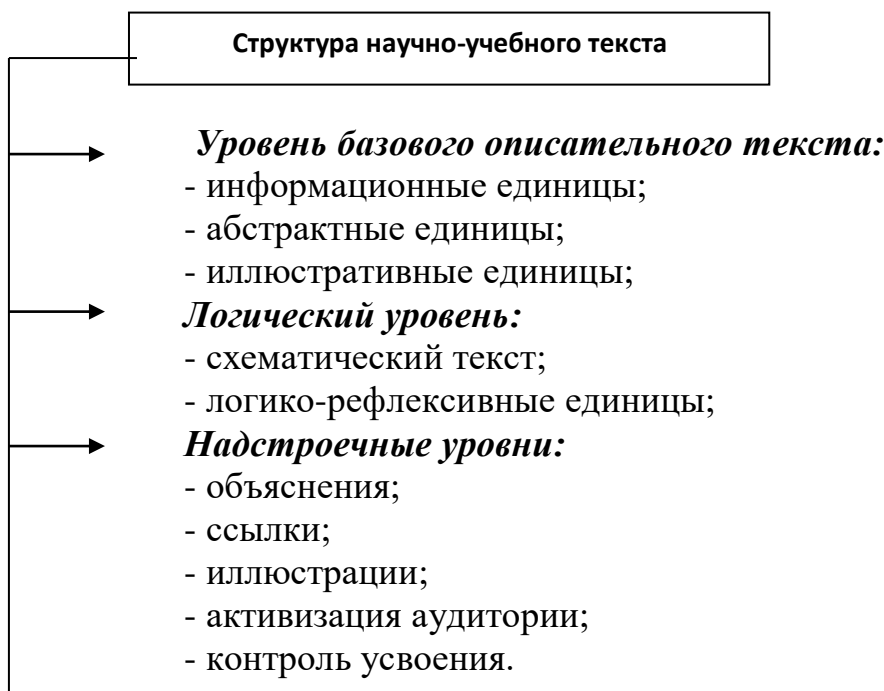 Структура научно-учебного текста
Уровень базового описательного текста:
- информационные единицы;
- абстрактные единицы;
- иллюстративные единицы;
Логический уровень:
- схематический текст;
- логико-рефлексивные единицы;
Надстроечные уровни:
- объяснения;
- ссылки;
- иллюстрации;
- активизация аудитории;
- контроль усвоения.